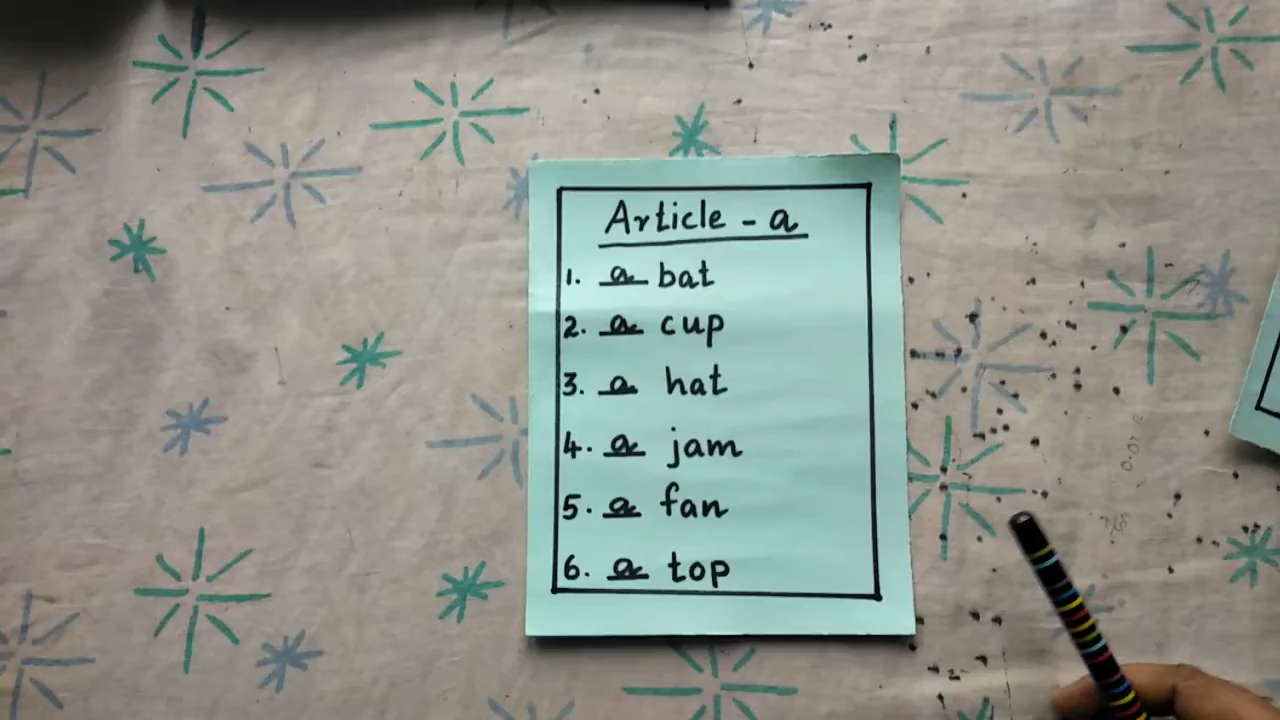 Article - a
1. a bat
2. a cup
3. a hat
4. a jam
5. a fan
6. a top